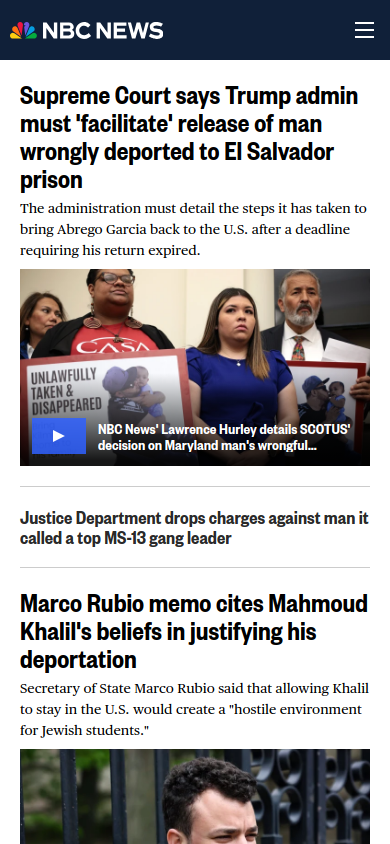 NBC NEWS
Supreme Court says Trump admin
must 'facilitate' release of man
wrongly deported to El Salvador
prison
The administration must detail the steps it has taken to
bring Abrego Garcia back to the U.S. after a deadline
requiring his return expired.
CASA
UNLAWFULLY
TAKEN &
DISAPPEARED
NBC News' Lawrence Hurley details SCOTUS'
decision on Maryland man's wrongful...
Justice Department drops charges against man it
called a top MS-13 gang leader
Marco Rubio memo cites Mahmoud
Khalil's beliefs in justifying his
deportation
Secretary of State Marco Rubio said that allowing Khalil
to stay in the U.S. would create a "hostile environment
for Jewish students."